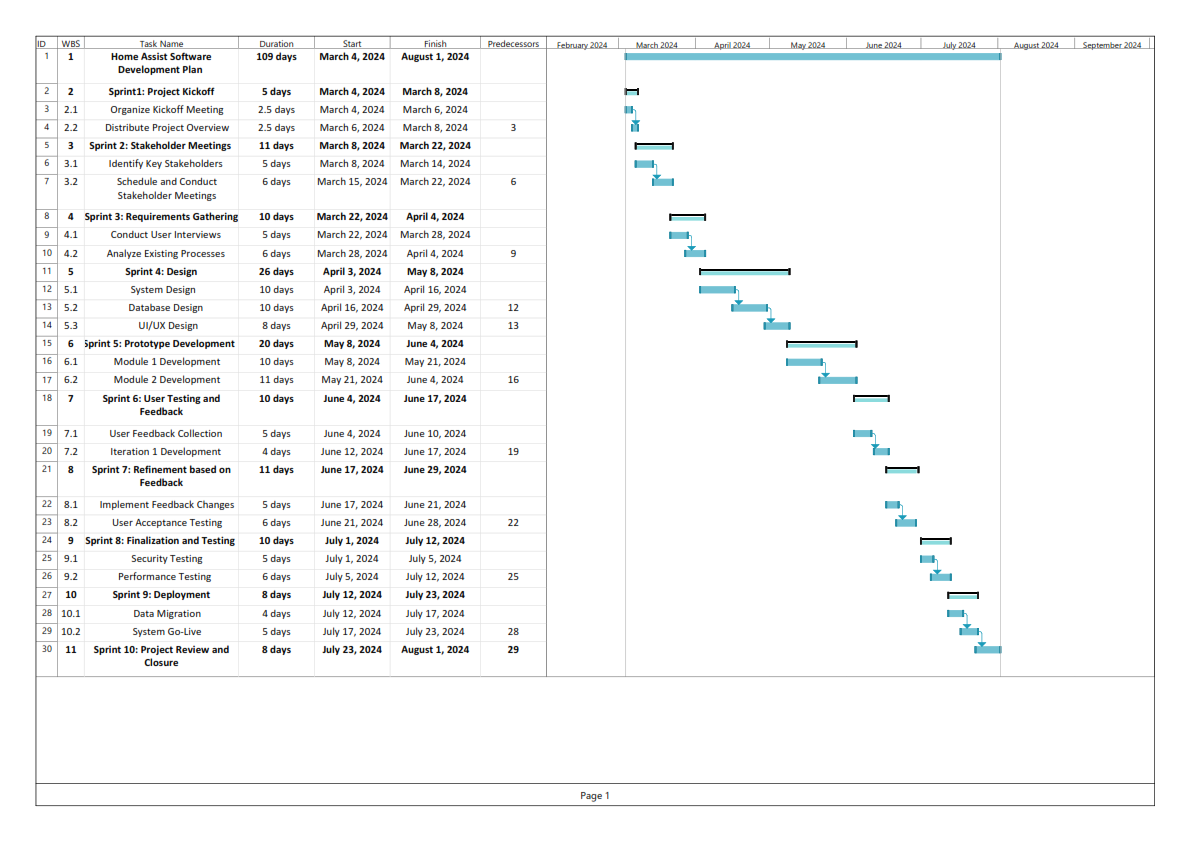 ID WBS Task Name Duration Start Finish Predecessors February 2024 March 2024 April 2024 May 2024 June 2024 July 2024 August 2024 September 2024
1 1 Home Assist Software 109 days March 4, 2024 August 1, 2024
Development Plan
2 2 Sprint1: Project Kickoff 5 days March 4, 2024 March 8, 2024
3 2.1 Organize Kickoff Meeting 2.5 days March 4, 2024 March 6, 2024
4 2.2 Distribute Project Overview 2.5 days March 6, 2024 March 8, 2024 3
5 3 Sprint 2: Stakeholder Meetings 11 days March 8, 2024 March 22, 2024
6 3.1 Identify Key Stakeholders 5 days March 8, 2024 March 14, 2024
7 3.2 Schedule and Conduct 6 days March 15, 2024 March 22, 2024 6
Stakeholder Meetings
8 4 Sprint 3: Requirements Gathering 10 days March 22, 2024 April 4, 2024
9 4.1 Conduct User Interviews 5 days March 22, 2024 March 28, 2024
10 4.2 Analyze Existing Processes 6 days March 28, 2024 April 4, 2024 9
11 5 Sprint 4: Design 26 days April 3, 2024 May 8, 2024
12 5.1 System Design 10 days April 3, 2024 April 16, 2024
13 5.2 Database Design 10 days April 16, 2024 April 29, 2024 12
14 5.3 UI/UX Design 8 days April 29, 2024 May 8, 2024 13
15 6 Sprint 5: Prototype Development 20 days May 8, 2024 June 4, 2024
16 6.1 Module 1 Development 10 days May 8, 2024 May 21, 2024
17 6.2 Module 2 Development 11 days May 21, 2024 June 4, 2024 16
18 7 Sprint 6: User Testing and 10 days June 4, 2024 June 17, 2024
Feedback
19 7.1 User Feedback Collection 5 days June 4, 2024 June 10, 2024
20 7.2 Iteration 1 Development 4 days June 12, 2024 June 17, 2024 19
21 8 Sprint 7: Refinement based on 11 days June 17, 2024 June 29, 2024
Feedback
22 8.1 Implement Feedback Changes 5 days June 17, 2024 June 21, 2024
23 8.2 User Acceptance Testing 6 days June 21, 2024 June 28, 2024 22
24 9 Sprint 8: Finalization and Testing 10 days July 1, 2024 July 12, 2024
25 9.1 Security Testing 5 days July 1, 2024 July 5, 2024
26 9.2 Performance Testing 6 days July 5, 2024 July 12, 2024 25
27 10 Sprint 9: Deployment 8 days July 12, 2024 July 23, 2024
28 10.1 Data Migration 4 days July 12, 2024 July 17, 2024
29 10.2 System Go-Live 5 days July 17, 2024 July 23, 2024 28
30 11 Sprint 10: Project Review and 8 days July 23, 2024 August 1, 2024 29
Closure
Page 1